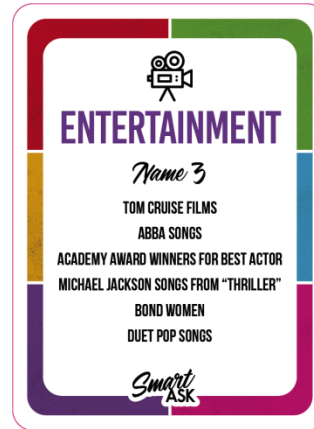 ENTERTAINMENT
Name 3
TOM CRUISE FILMS
ABBA SONGS
ACADEMY AWARD WINNERS FOR BEST ACTOR
MICHAEL JACKSON SONGS FROM “THRILLER”
BOND WOMEN
DUET POP SONGS
Smart
ASK